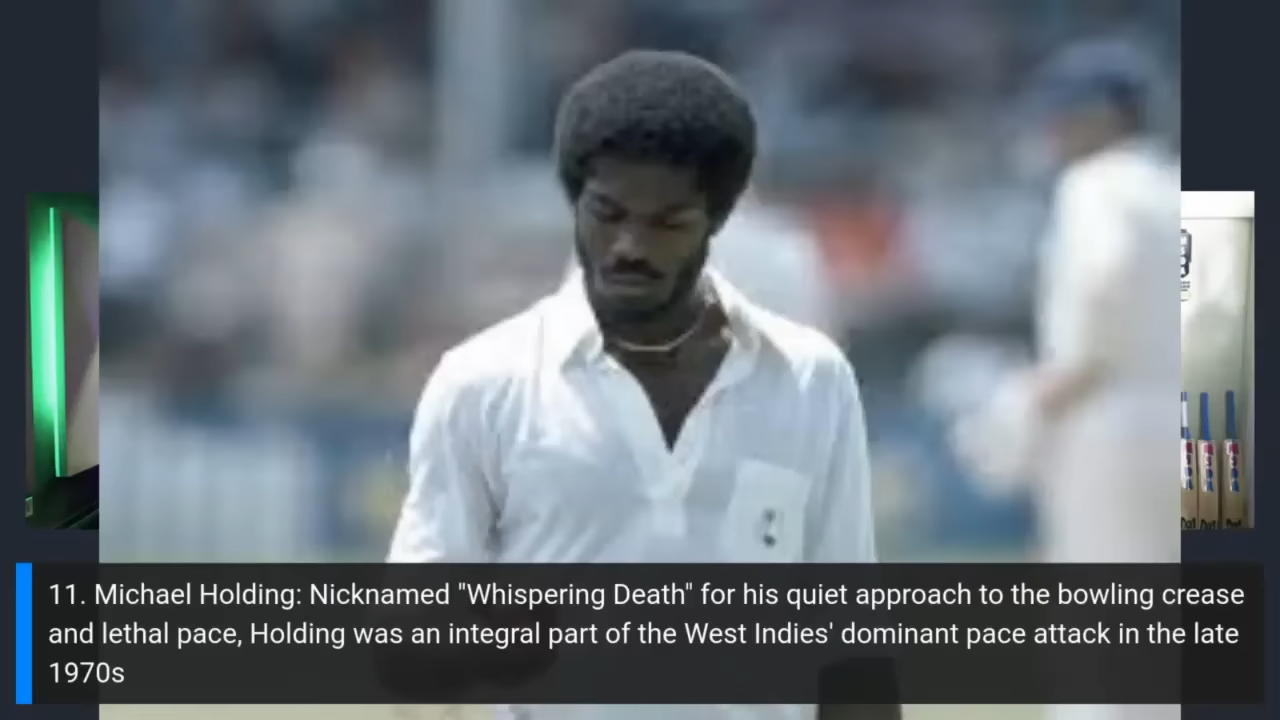 11. Michael Holding: Nicknamed "Whispering Death" for his quiet approach to the bowling crease
and lethal pace, Holding was an integral part of the West Indies' dominant pace attack in the late
1970s